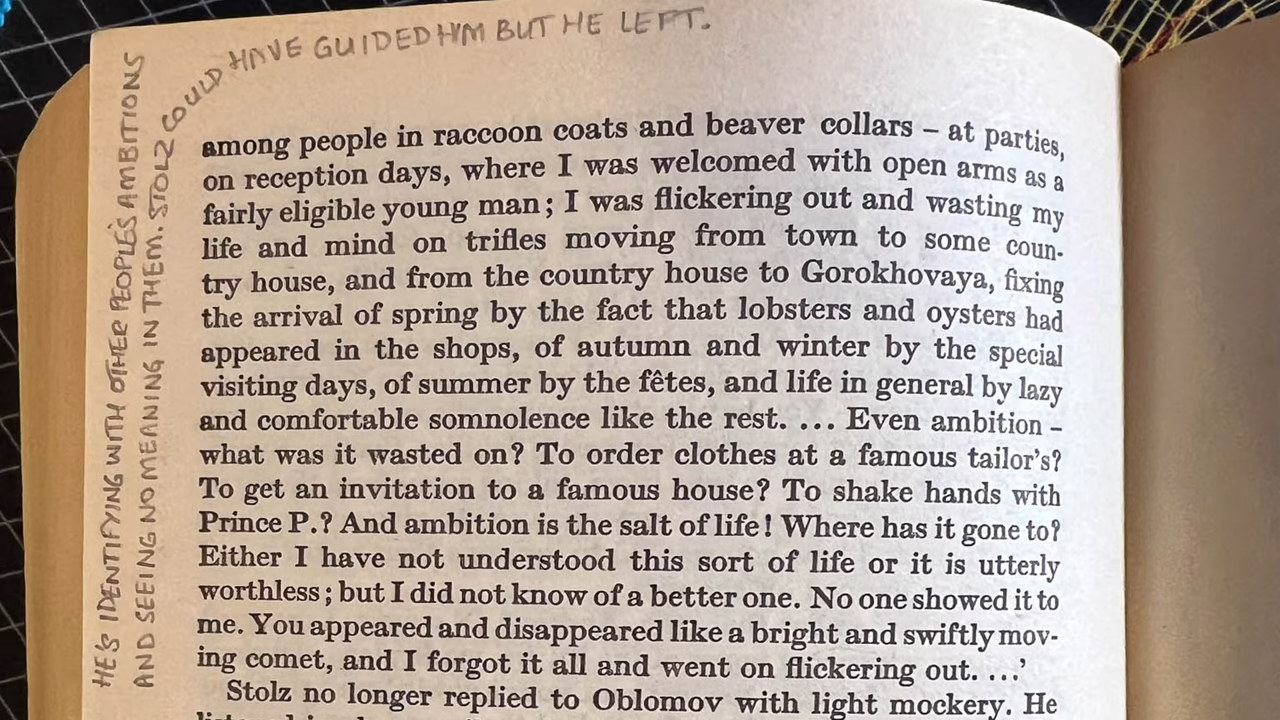 HE'S IDENTIFYING WITH OTHER PEOPLE'S AMBITIONS
AND SEEING NO MEANING IN THEM. STOLZ COULD HAVE GUIDED HIM BUT HE LEFT.
among people in raccoon coats and beaver collars – at parties,
on reception days, where I was welcomed with open arms as a
fairly eligible young man; I was flickering out and wasting my
life and mind on trifles moving from town to some coun-
try house, and from the country house to Gorokhovaya, fixing
the arrival of spring by the fact that lobsters and oysters had
appeared in the shops, of autumn and winter by the special
visiting days, of summer by the fêtes, and life in general by lazy
and comfortable somnolence like the rest. ... Even ambition –
what was it wasted on? To order clothes at a famous tailor's?
To get an invitation to a famous house? To shake hands with
Prince P.? And ambition is the salt of life! Where has it gone to?
Either I have not understood this sort of life or it is utterly
worthless; but I did not know of a better one. No one showed it to
me. You appeared and disappeared like a bright and swiftly mov-
ing comet, and I forgot it all and went on flickering out. ...'
Stolz no longer replied to Oblomov with light mockery. He